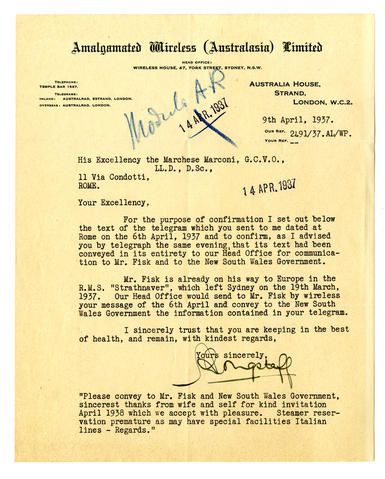 Amalgamated Wireless (Australasia) Limited
HEAD OFFICE:
WIRELESS HOUSE, 47, YORK STREET, SYDNEY, N.S.W.
TELEPHONE:
TEMPLE BAR 1527.
TELEGRAMS:
INLAND: AUSTRALRAD, ESTRAND, LONDON.
OVERSEAS: AUSTRALRAD, LONDON.
AUSTRALIA HOUSE,
STRAND,
LONDON, W.C.2.
Modulo AR
14 APR. 1937
9th April, 1937.
OUR REF. 2491/37.AL/WP.
YOUR REF.
His Excellency the Marchese Marconi, G.C.V.O.,
LL.D., D.Sc.,
11 Via Condotti,
ROME.
14 APR. 1937
Your Excellency,
For the purpose of confirmation I set out below
the text of the telegram which you sent to me dated at
Rome on the 6th April, 1937 and to confirm, as I advised
you by telegraph the same evening, that its text had been
conveyed in its entirety to our Head Office for communica-
tion to Mr. Fisk and to the New South Wales Government.
Mr. Fisk is already on his way to Europe in the
R.M.S. "Strathnaver", which left Sydney on the 19th March,
1937. Our Head Office would send to Mr. Fisk by wireless
your message of the 6th April and convey to the New South
Wales Government the information contained in your telegram.
I sincerely trust that you are keeping in the best
of health, and remain, with kindest regards,
Yours sincerely,
"Please convey to Mr. Fisk and New South Wales Government,
sincerest thanks from wife and self for kind invitation
April 1938 which we accept with pleasure. Steamer reser-
vation premature as may have special facilities Italian
lines - Regards."